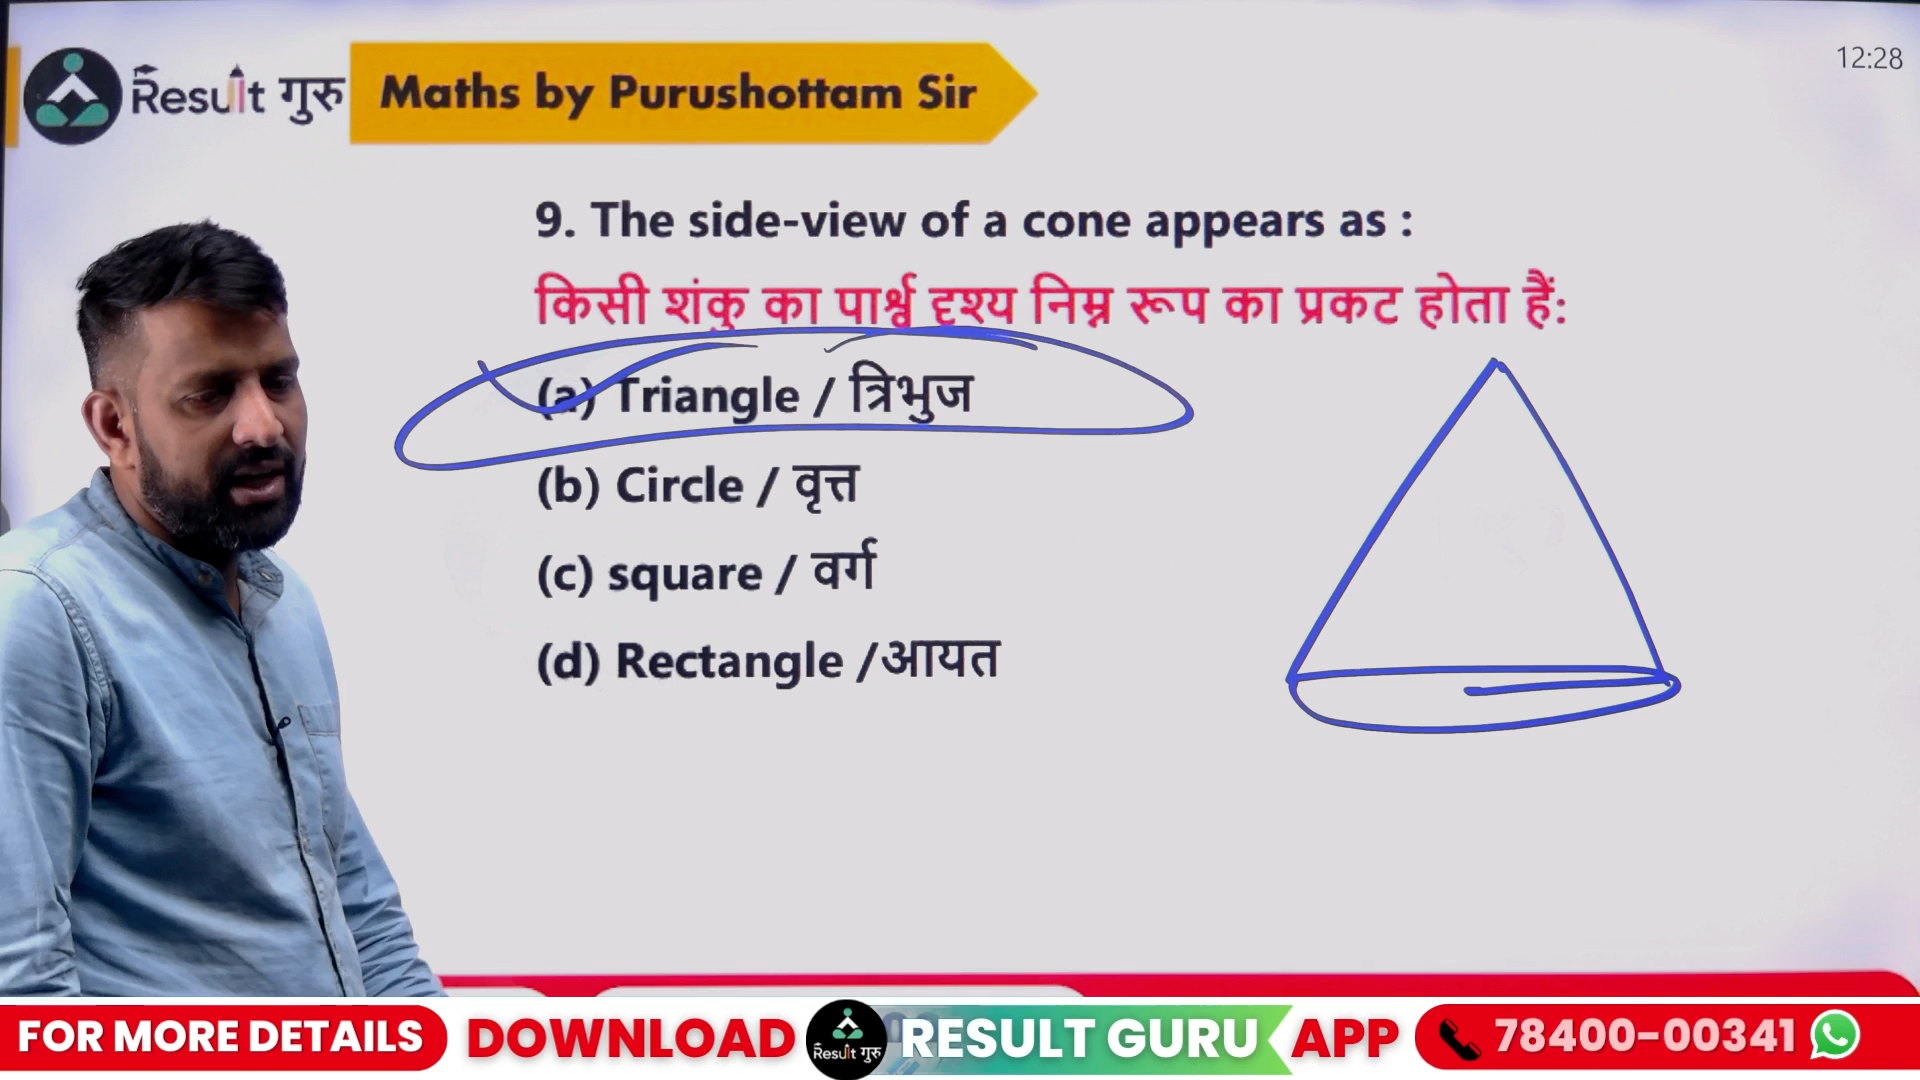 Result गुरु
Maths by Purushottam Sir
12:28
9. The side-view of a cone appears as :
किसी शंकु का पार्श्व दृश्य निम्न रूप का प्रकट होता हैं:
(a) Triangle / त्रिभुज
(b) Circle / वृत्त
(c) square / वर्ग
(d) Rectangle /आयत
FOR MORE DETAILS DOWNLOAD Result गुरु RESULT GURU APP 78400-00341